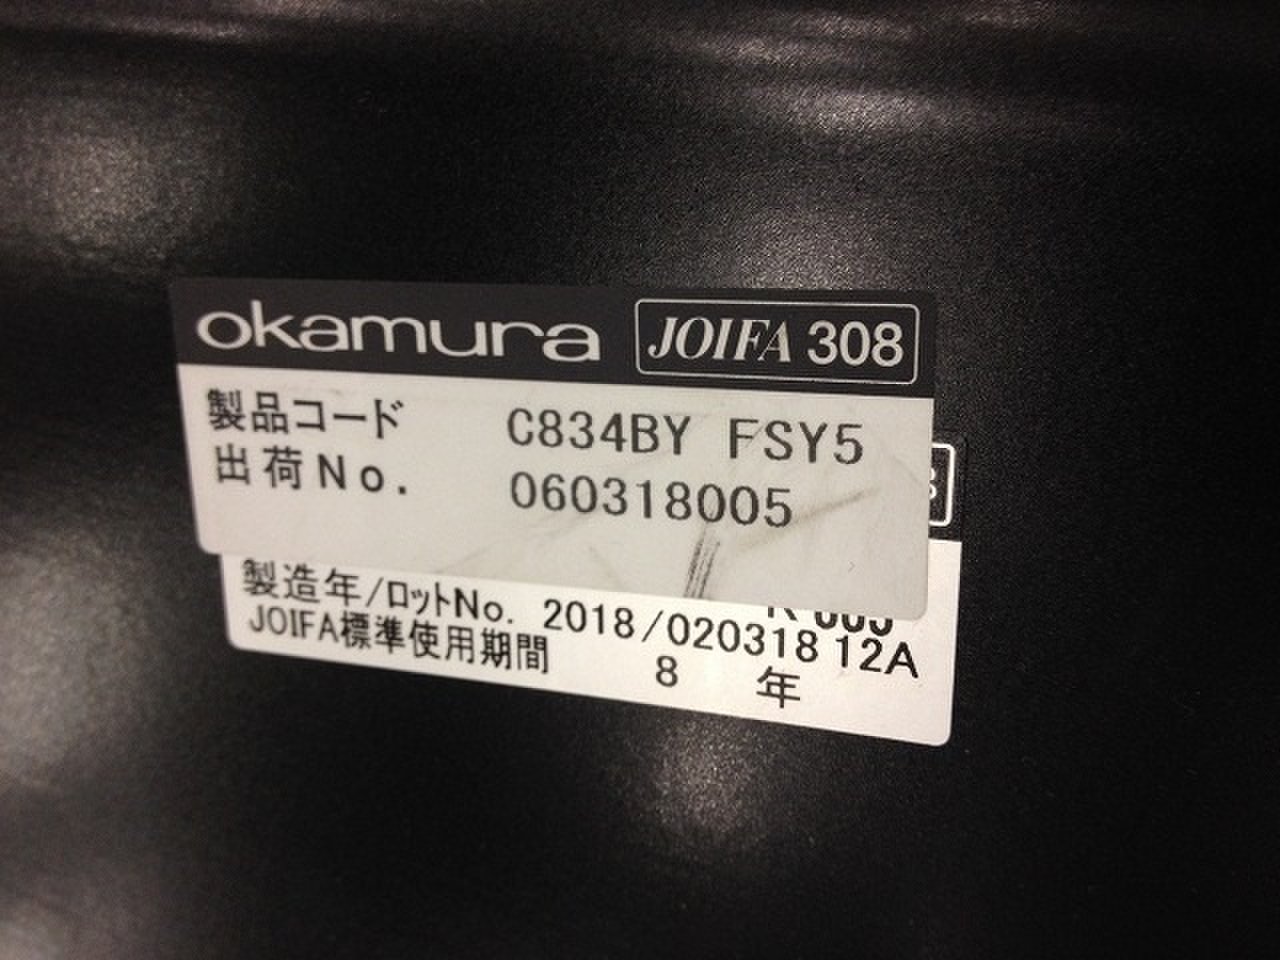 okamura JOIFA 308
製品コード C834BY FSY5
出荷No. 060318005
製造年/ロットNo. 2018/020318 12A
JOIFA標準使用期間 8 年